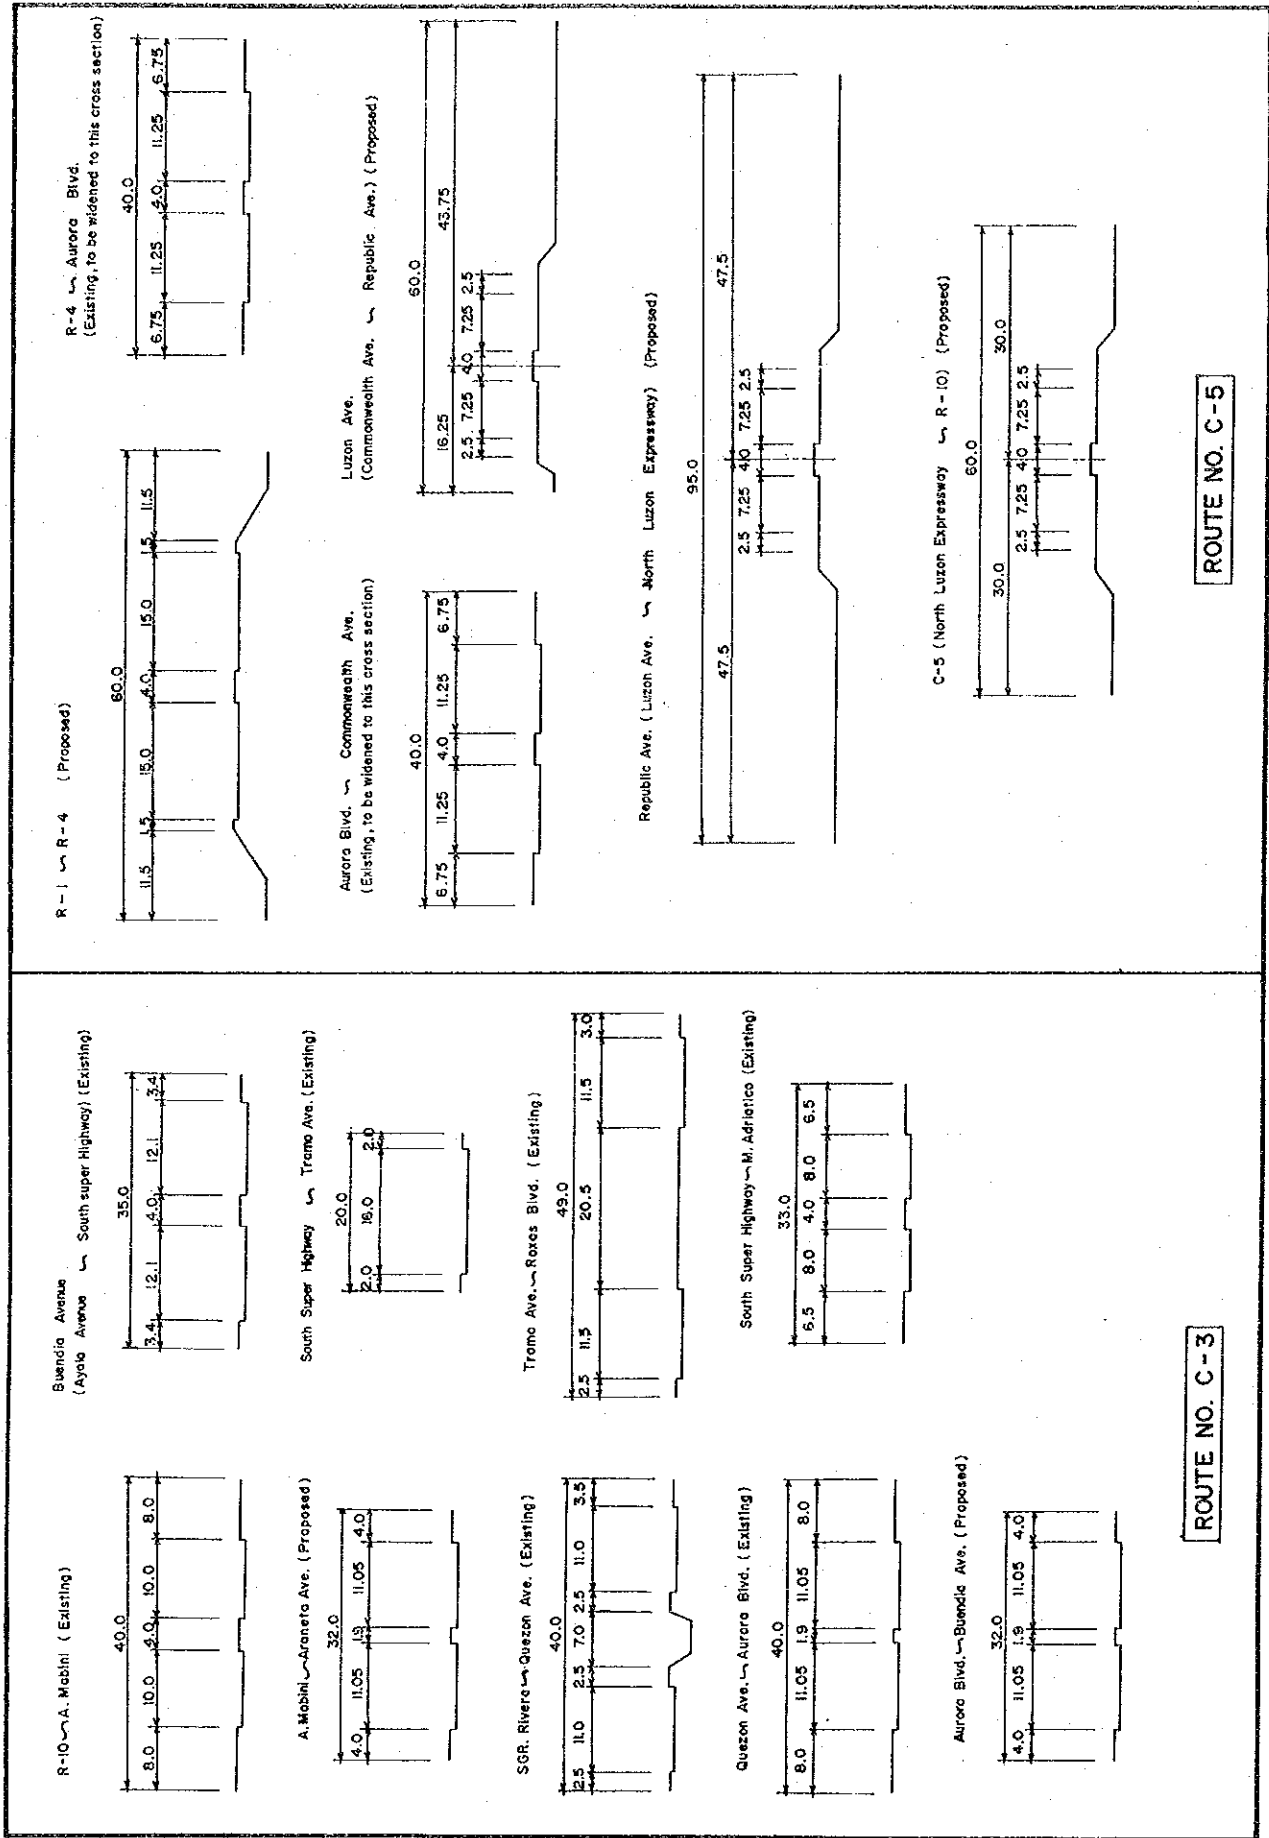 R-10 ~ A. Mabini (Existing)
40.0
8.0 10.0 4.0 10.0 8.0
A. Mabini ~ Araneta Ave. (Proposed)
32.0
4.0 11.05 1.9 11.05 4.0
SGR. Rivera ~ Quezon Ave. (Existing)
40.0
2.5 11.0 2.5 7.0 2.5 11.0 3.5
Quezon Ave. ~ Aurora Blvd. (Existing)
40.0
8.0 11.05 1.9 11.05 8.0
Aurora Blvd. ~ Buendia Ave. (Proposed)
32.0
4.0 11.05 1.9 11.05 4.0
Buendia Avenue
(Ayala Avenue ~ South super Highway) (Existing)
35.0
3.4 12.1 4.0 12.1 3.4
South Super Highway ~ Tramo Ave. (Existing)
20.0
2.0 16.0 2.0
Tramo Ave. ~ Roxas Blvd. (Existing)
49.0
2.5 11.5 20.5 11.5 3.0
South Super Highway ~ M. Adriatico (Existing)
33.0
6.5 8.0 4.0 8.0 6.5
ROUTE NO. C-3
R-1 ~ R-4 (Proposed)
60.0
11.5 1.5 15.0 4.0 15.0 1.5 11.5
R-4 ~ Aurora Blvd.
(Existing, to be widened to this cross section)
40.0
6.75 11.25 4.0 11.25 6.75
Aurora Blvd. ~ Commonwealth Ave.
(Existing, to be widened to this cross section)
40.0
6.75 11.25 4.0 11.25 6.75
Luzon Ave.
(Commonwealth Ave. ~ Republic Ave.) (Proposed)
60.0
16.25 43.75
2.5 7.25 4.0 7.25 2.5
Republic Ave. (Luzon Ave. ~ North Luzon Expressway) (Proposed)
95.0
47.5 47.5
2.5 7.25 4.0 7.25 2.5
C-5 (North Luzon Expressway ~ R-10) (Proposed)
60.0
30.0 30.0
2.5 7.25 4.0 7.25 2.5
ROUTE NO. C-5